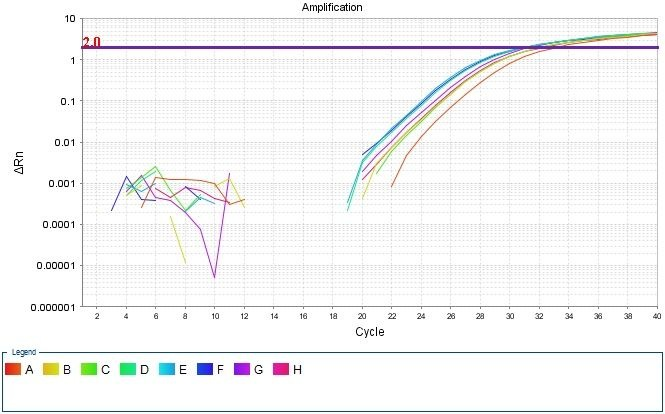 Amplification
10
2.0
1
0.1
0.01
0.001
0.0001
0.00001
0.000001
ΔRn
2 4 6 8 10 12 14 16 18 20 22 24 26 28 30 32 34 36 38 40
Cycle
Legend
A B C D E F G H